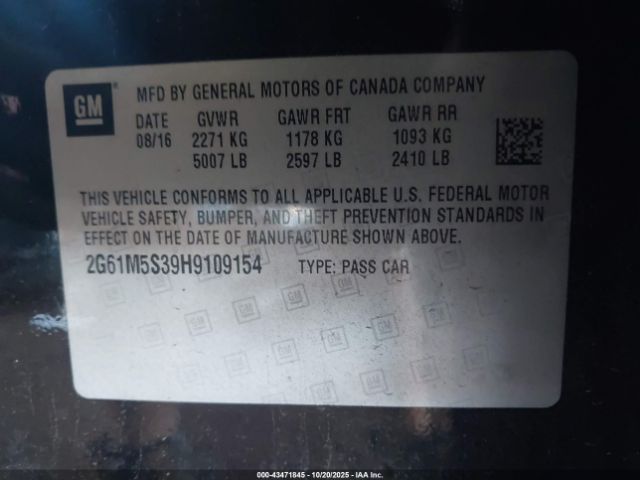 GM
MFD BY GENERAL MOTORS OF CANADA COMPANY
DATE GVWR GAWR FRT GAWR RR
08/16 2271 KG 1178 KG 1093 KG
5007 LB 2597 LB 2410 LB
THIS VEHICLE CONFORMS TO ALL APPLICABLE U.S. FEDERAL MOTOR
VEHICLE SAFETY, BUMPER, AND THEFT PREVENTION STANDARDS IN
EFFECT ON THE DATE OF MANUFACTURE SHOWN ABOVE.
2G61M5S39H9109154 TYPE: PASS CAR
000-43471845 - 10/20/2025 - IAA Inc.